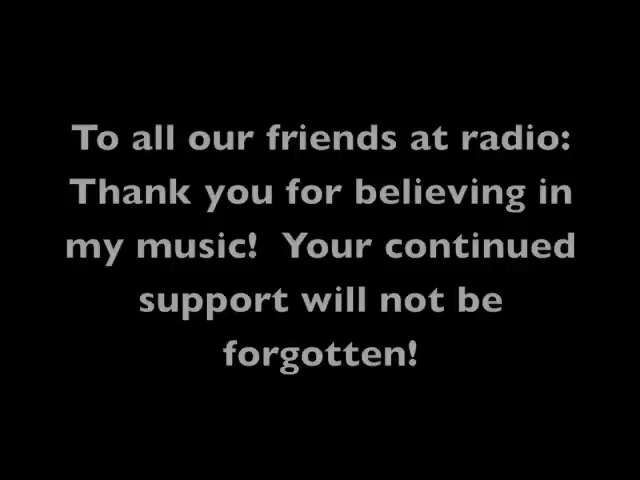 To all our friends at radio:
Thank you for believing in
my music!  Your continued
support will not be
forgotten!